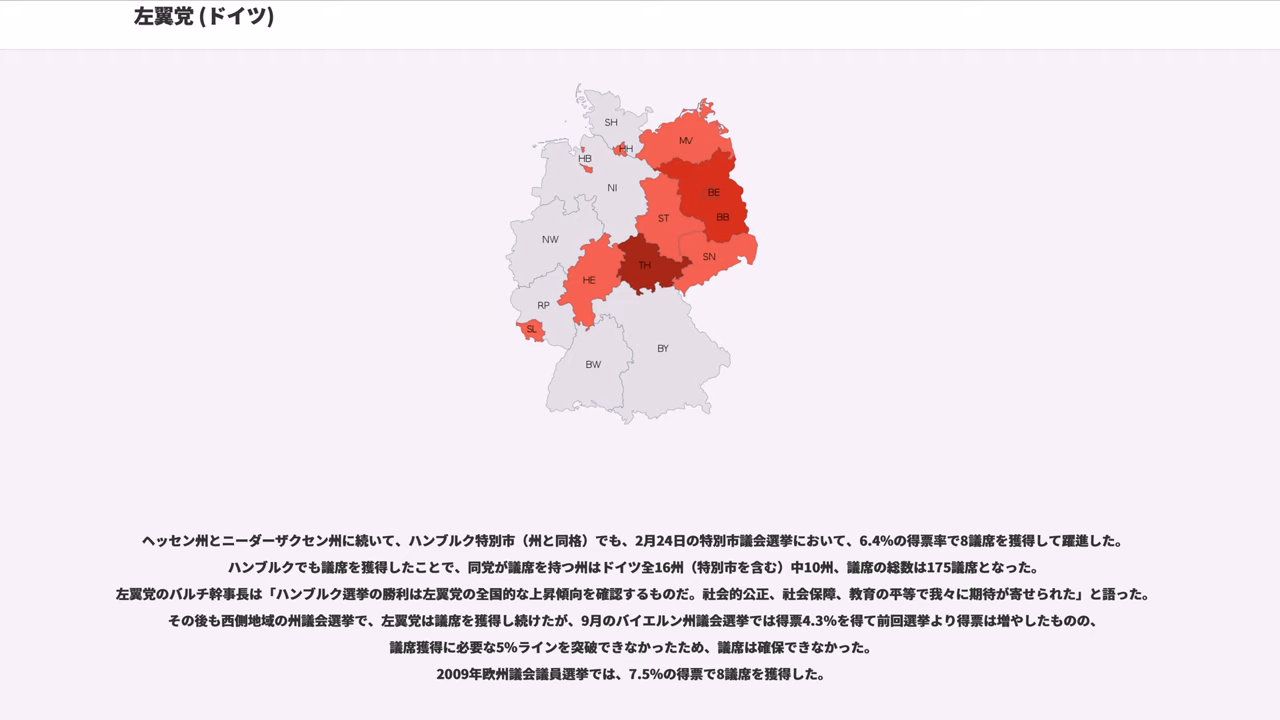 左翼党 (ドイツ)
SH
MV
HH
HB
NI
BE
ST
BB
NW
SN
TH
HE
RP
SL
BY
BW
ヘッセン州とニーダーザクセン州に続いて、ハンブルク特別市（州と同格）でも、2月24日の特別市議会選挙において、6.4%の得票率で8議席を獲得して躍進した。
ハンブルクでも議席を獲得したことで、同党が議席を持つ州はドイツ全16州（特別市を含む）中10州、議席の総数は175議席となった。
左翼党のバルチ幹事長は「ハンブルク選挙の勝利は左翼党の全国的な上昇傾向を確認するものだ。社会的公正、社会保障、教育の平等で我々に期待が寄せられた」と語った。
その後も西側地域の州議会選挙で、左翼党は議席を獲得し続けたが、9月のバイエルン州議会選挙では得票4.3%を得て前回選挙より得票は増やしたものの、
議席獲得に必要な5%ラインを突破できなかったため、議席は確保できなかった。
2009年欧州議会議員選挙では、7.5%の得票で8議席を獲得した。